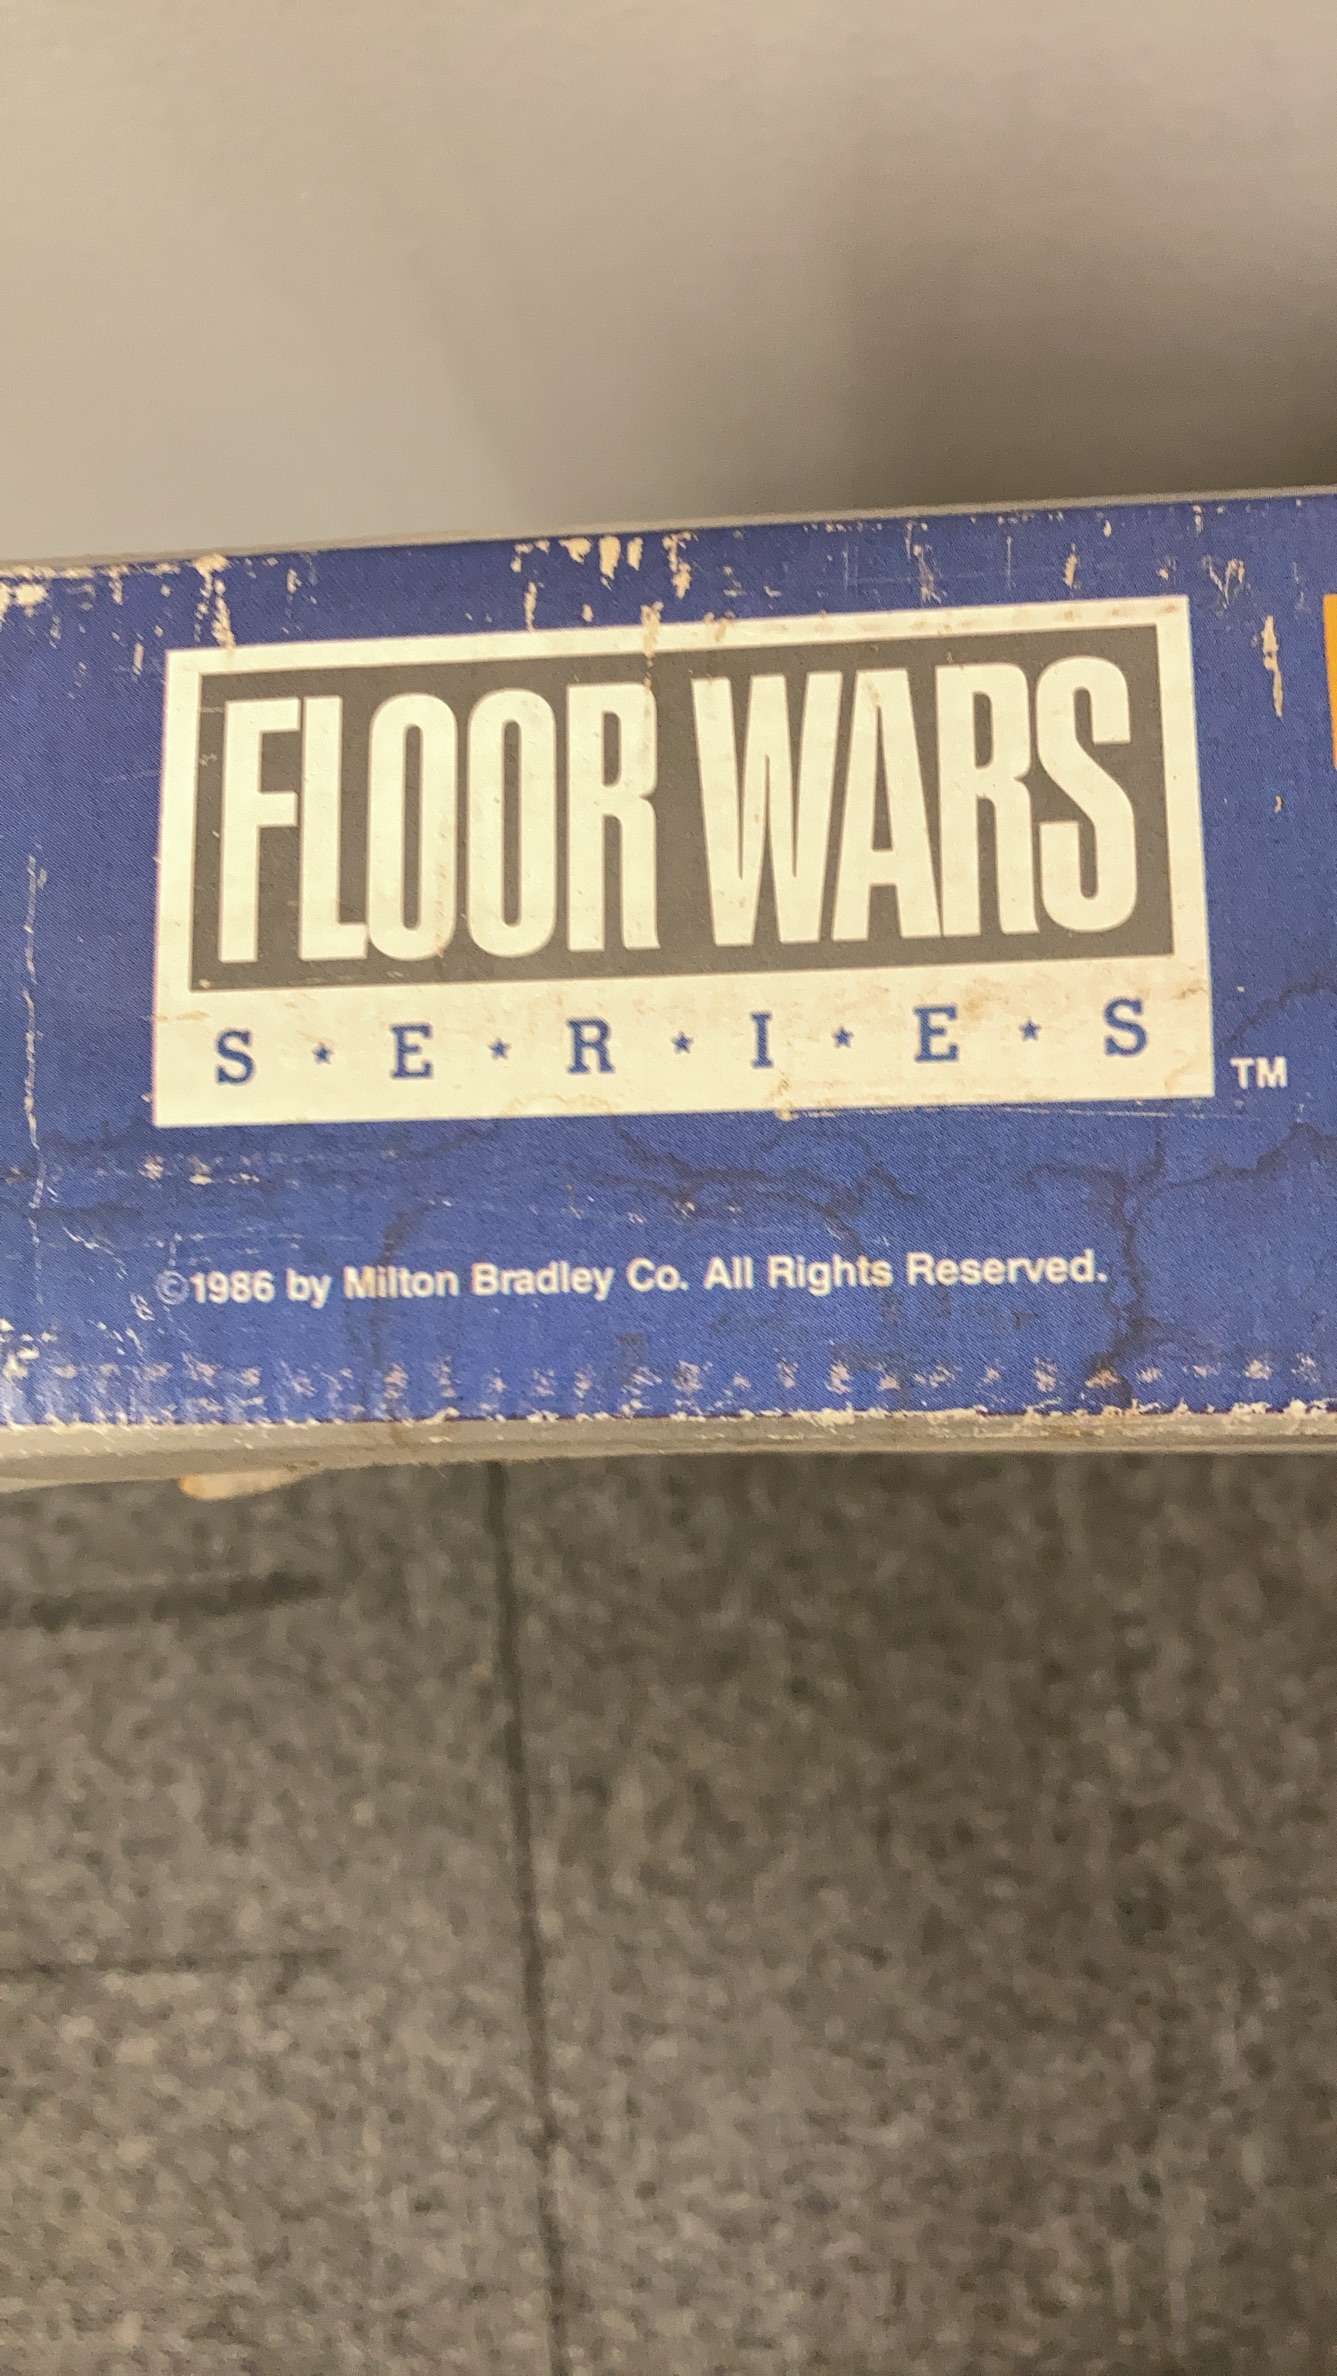 FLOOR WARS
S★E★R★I★E★S TM
©1986 by Milton Bradley Co. All Rights Reserved.